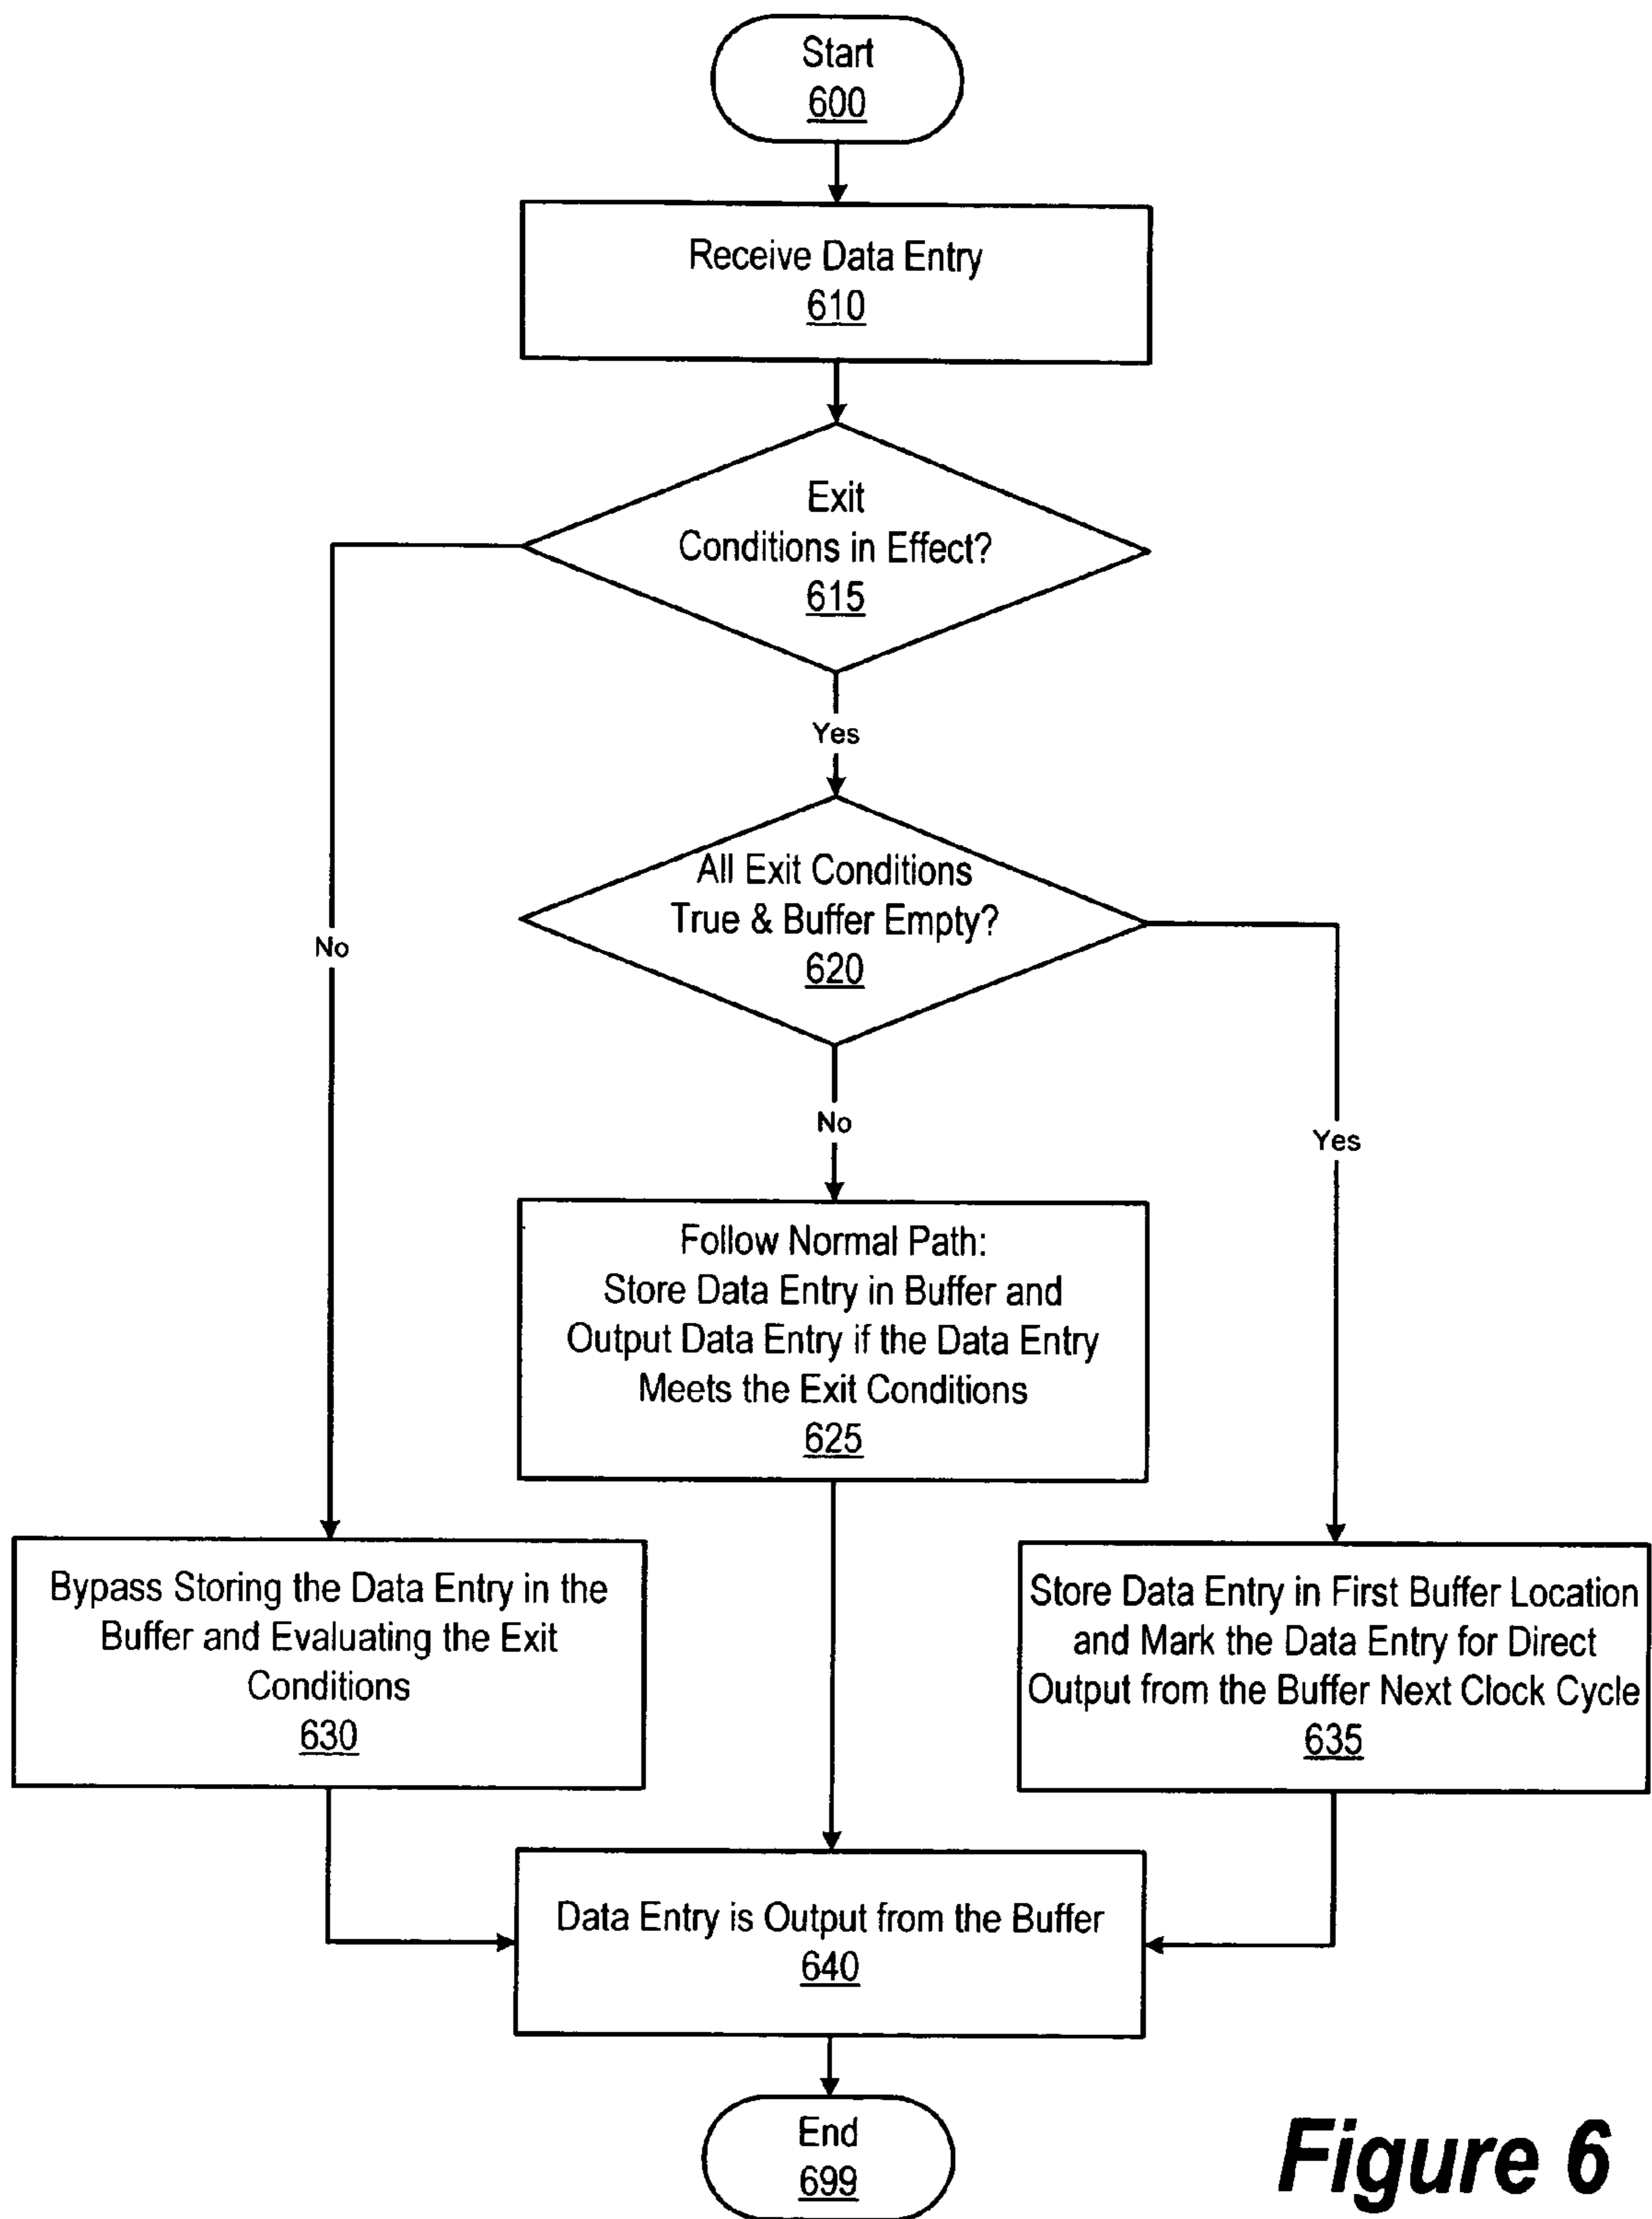 Start
600
Receive Data Entry
610
Exit
Conditions in Effect?
615
Yes
All Exit Conditions
True & Buffer Empty?
620
No
No
Yes
Follow Normal Path:
Store Data Entry in Buffer and
Output Data Entry if the Data Entry
Meets the Exit Conditions
625
Bypass Storing the Data Entry in the
Buffer and Evaluating the Exit
Conditions
630
Store Data Entry in First Buffer Location
and Mark the Data Entry for Direct
Output from the Buffer Next Clock Cycle
635
Data Entry is Output from the Buffer
640
End
699
Figure 6